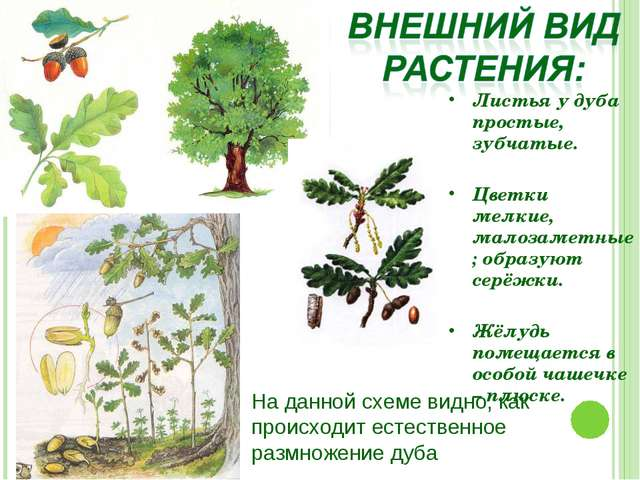 ВНЕШНИЙ ВИД
РАСТЕНИЯ:
• Листья у дуба
простые,
зубчатые.
• Цветки
мелкие,
малозаметные
; образуют
серёжки.
• Жёлудь
помещается в
особой чашечке
- плюске.
На данной схеме видно, как
происходит естественное
размножение дуба